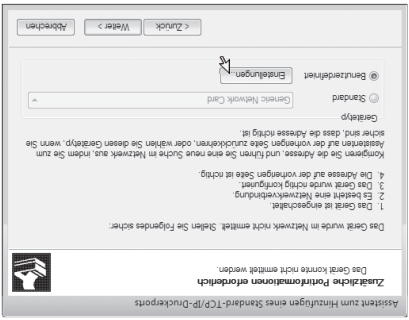 Assistent zum Hinzufügen eines Standard-TCP/IP-Druckerports
Zusätzliche Portinformationen erforderlich
Das Gerät konnte nicht ermittelt werden.
Das Gerät wurde im Netzwerk nicht ermittelt. Stellen Sie Folgendes sicher:
1. Das Gerät ist eingeschaltet.
2. Es besteht eine Netzwerkverbindung.
3. Das Gerät wurde richtig konfiguriert.
4. Die Adresse auf der vorherigen Seite ist richtig.
Korrigieren Sie die Adresse, und führen Sie eine neue Suche im Netzwerk aus, indem Sie zum
Assistenten auf der vorherigen Seite zurückkehren, oder wählen Sie diesen Gerätetyp, wenn Sie
sicher sind, dass die Adresse richtig ist.
Gerätetyp
Standard
Generic Network Card
Benutzerdefiniert
Einstellungen
< Zurück
Weiter >
Abbrechen